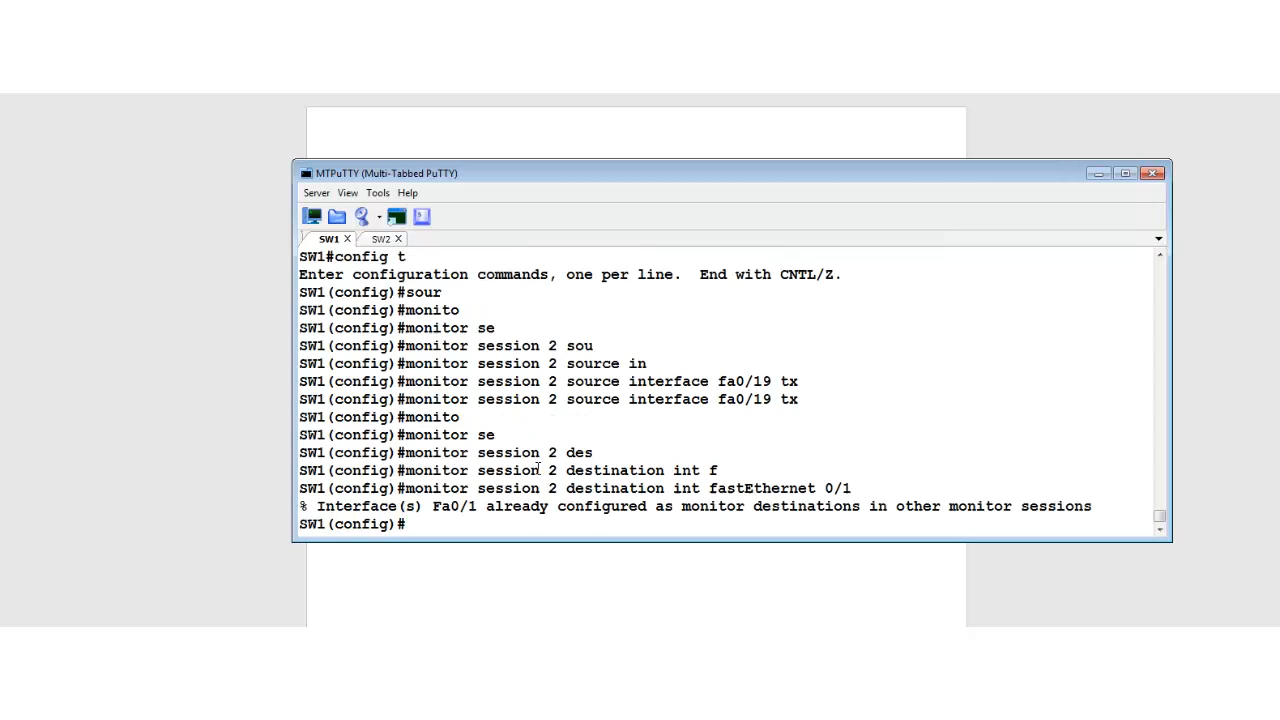 MTPuTTY (Multi-Tabbed PuTTY)
Server View Tools Help
SW1 X SW2 X
SW1#config t
Enter configuration commands, one per line.  End with CNTL/Z.
SW1(config)#sour
SW1(config)#monito
SW1(config)#monitor se
SW1(config)#monitor session 2 sou
SW1(config)#monitor session 2 source in
SW1(config)#monitor session 2 source interface fa0/19 tx
SW1(config)#monitor session 2 source interface fa0/19 tx
SW1(config)#monito
SW1(config)#monitor se
SW1(config)#monitor session 2 des
SW1(config)#monitor session 2 destination int f
SW1(config)#monitor session 2 destination int fastEthernet 0/1
% Interface(s) Fa0/1 already configured as monitor destinations in other monitor sessions
SW1(config)#